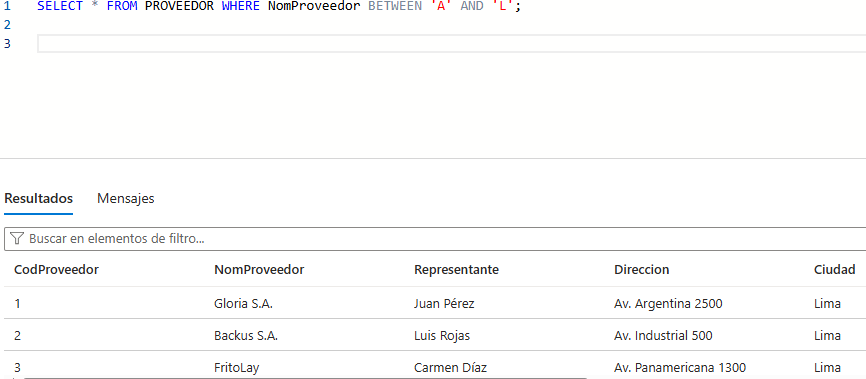 1 SELECT * FROM PROVEEDOR WHERE NomProveedor BETWEEN 'A' AND 'L';
2
3
Resultados Mensajes
Buscar en elementos de filtro...
CodProveedor NomProveedor Representante Direccion Ciudad
1 Gloria S.A. Juan Pérez Av. Argentina 2500 Lima
2 Backus S.A. Luis Rojas Av. Industrial 500 Lima
3 FritoLay Carmen Díaz Av. Panamericana 1300 Lima